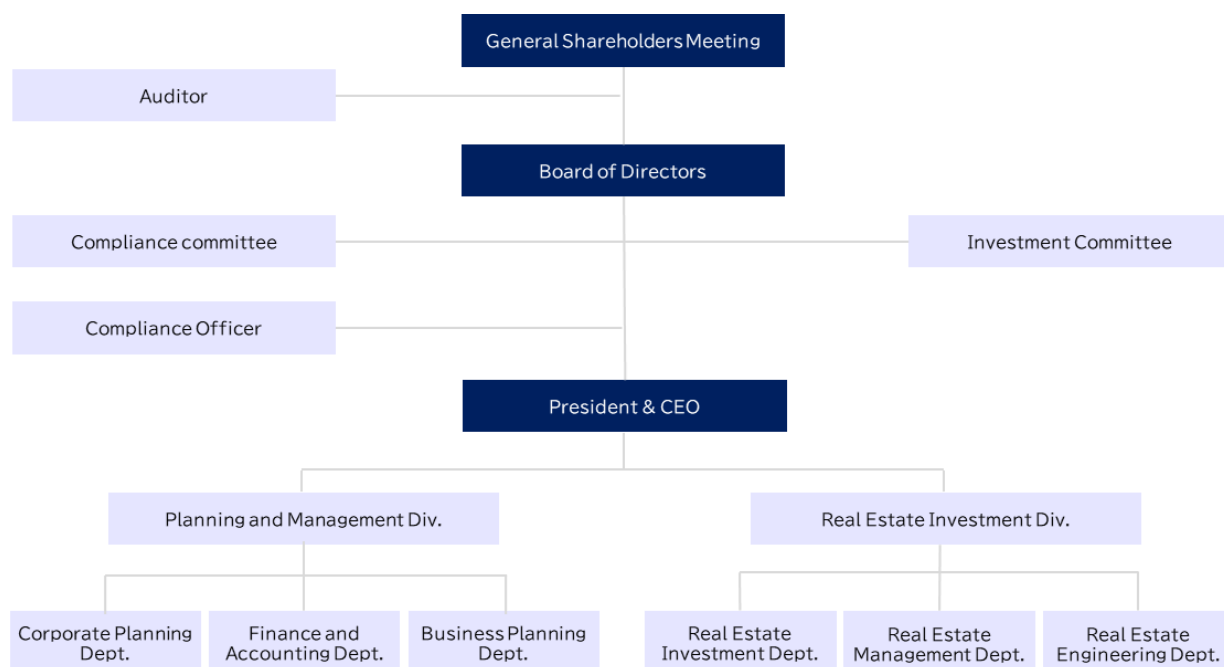 General Shareholders Meeting
Auditor
Board of Directors
Compliance committee
Investment Committee
Compliance Officer
President & CEO
Planning and Management Div.
Real Estate Investment Div.
Corporate Planning
Dept.
Finance and
Accounting Dept.
Business Planning
Dept.
Real Estate
Investment Dept.
Real Estate
Management Dept.
Real Estate
Engineering Dept.